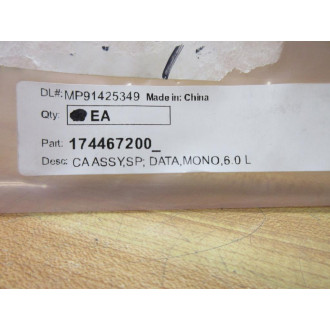 DL#: MP91425349 Made in: China
Qty: EA
Part: 174467200_
Desc: CA ASSY,SP; DATA,MONO,6.0 L